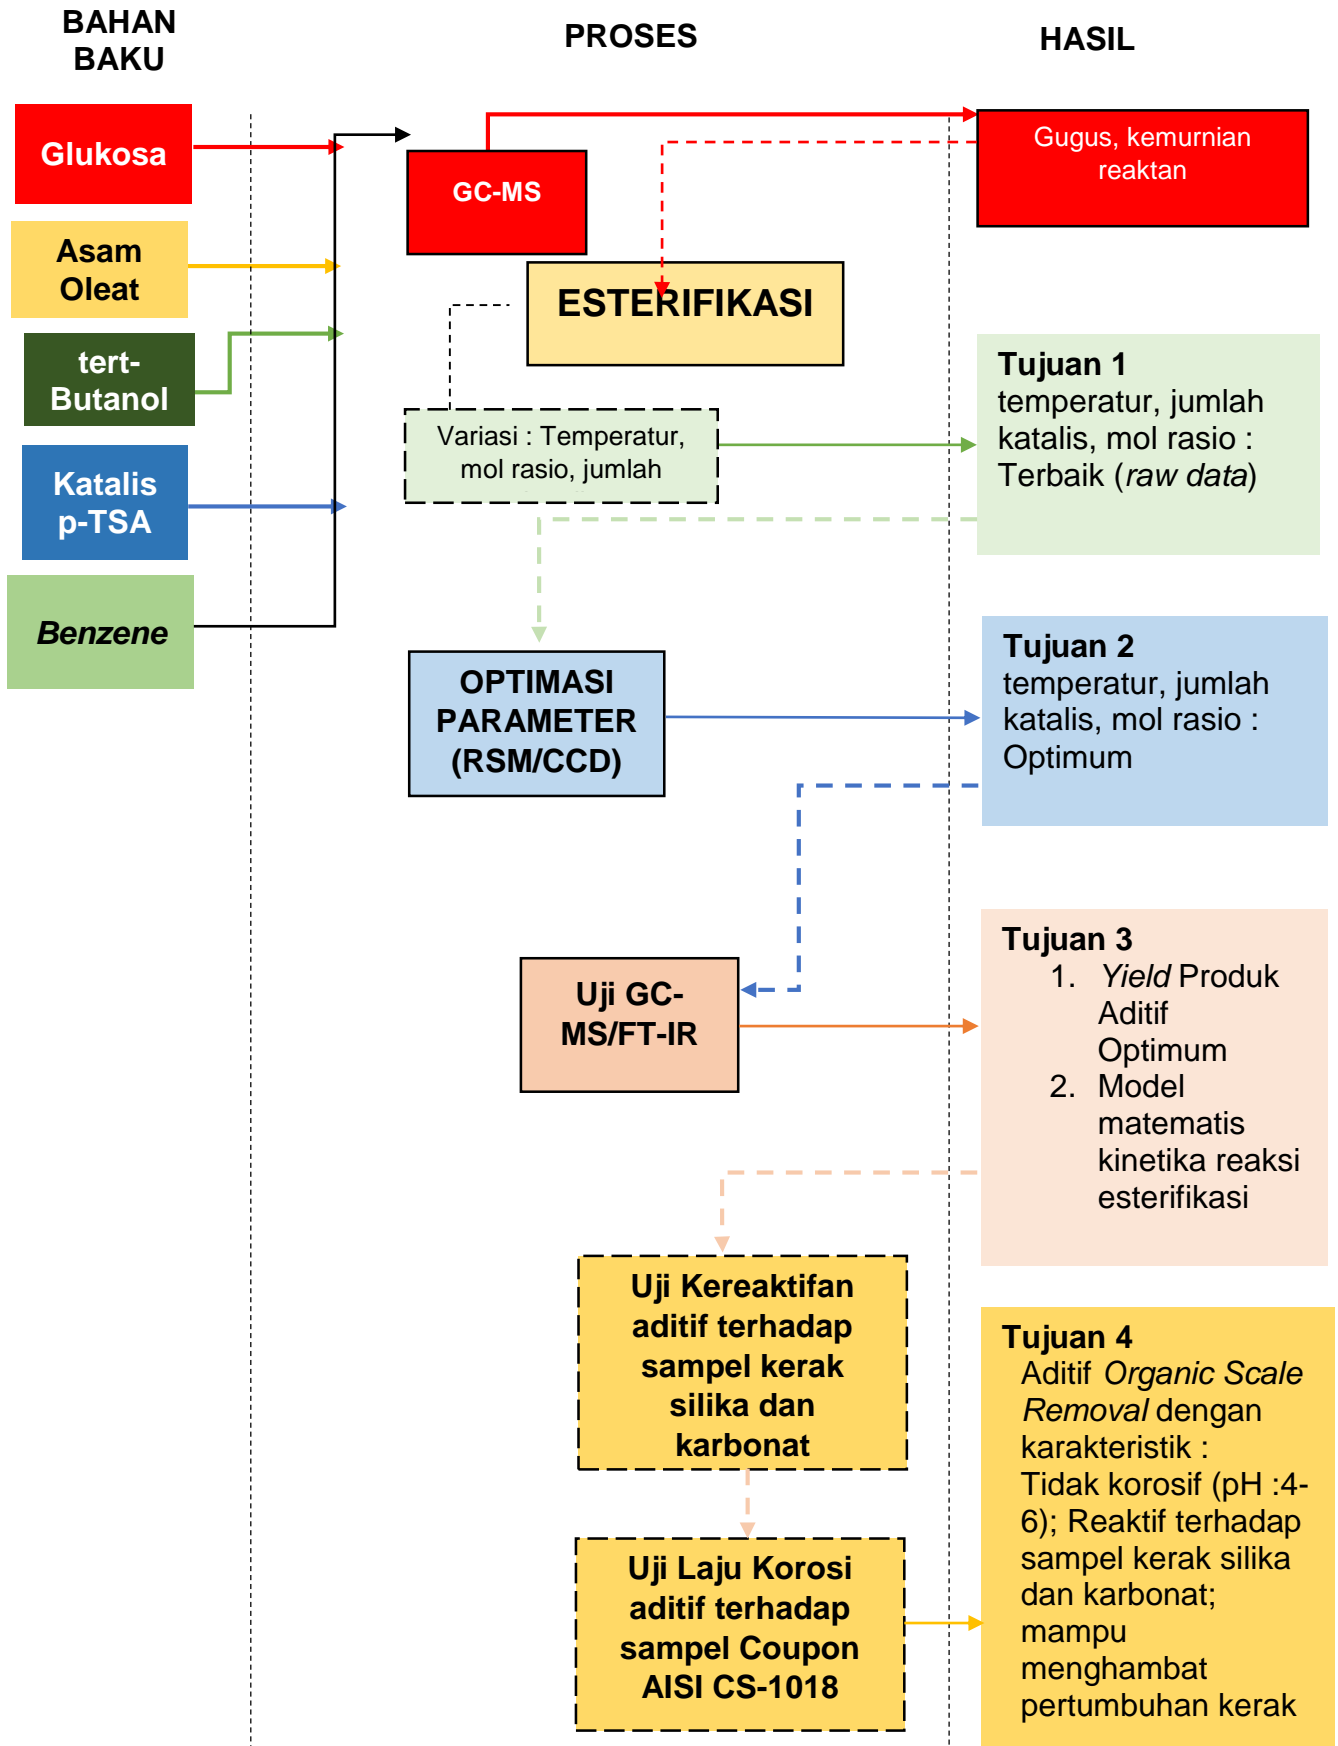 BAHAN
BAKU
PROSES
HASIL
Glukosa
Asam
Oleat
tert-
Butanol
Katalis
p-TSA
Benzene
GC-MS
Gugus, kemurnian
reaktan
ESTERIFIKASI
Variasi : Temperatur,
mol rasio, jumlah
Tujuan 1
temperatur, jumlah
katalis, mol rasio :
Terbaik (raw data)
OPTIMASI
PARAMETER
(RSM/CCD)
Tujuan 2
temperatur, jumlah
katalis, mol rasio :
Optimum
Uji GC-
MS/FT-IR
Tujuan 3
1. Yield Produk
Aditif
Optimum
2. Model
matematis
kinetika reaksi
esterifikasi
Uji Kereaktifan
aditif terhadap
sampel kerak
silika dan
karbonat
Uji Laju Korosi
aditif terhadap
sampel Coupon
AISI CS-1018
Tujuan 4
Aditif Organic Scale
Removal dengan
karakteristik :
Tidak korosif (pH :4-
6); Reaktif terhadap
sampel kerak silika
dan karbonat;
mampu
menghambat
pertumbuhan kerak